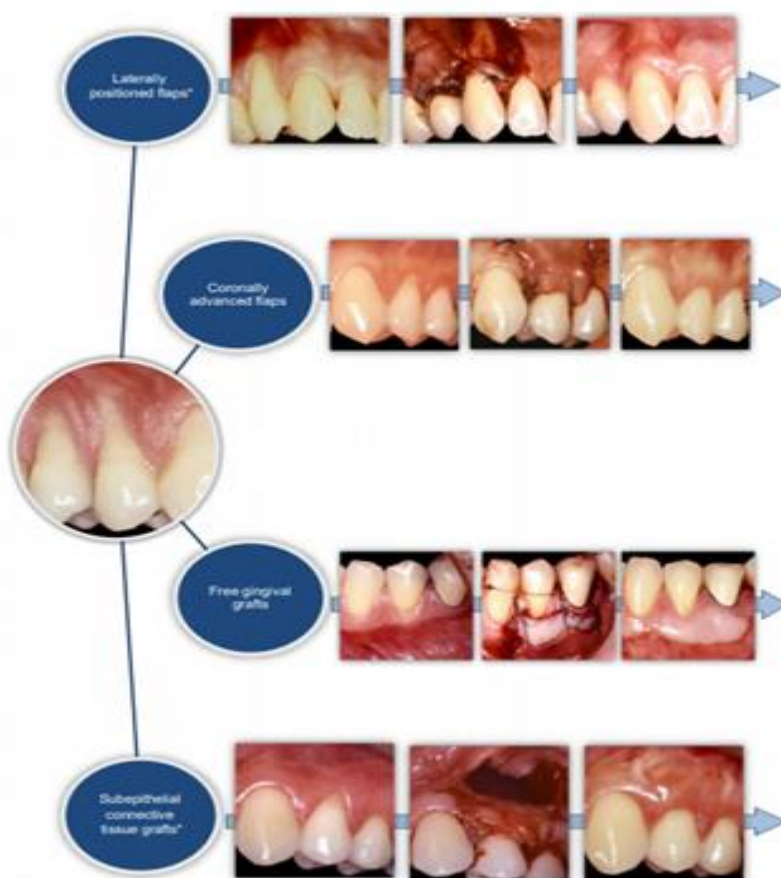 Laterally
positioned flaps*
Coronally
advanced flaps
Free gingival
grafts
Subepithelial
connective
tissue grafts*